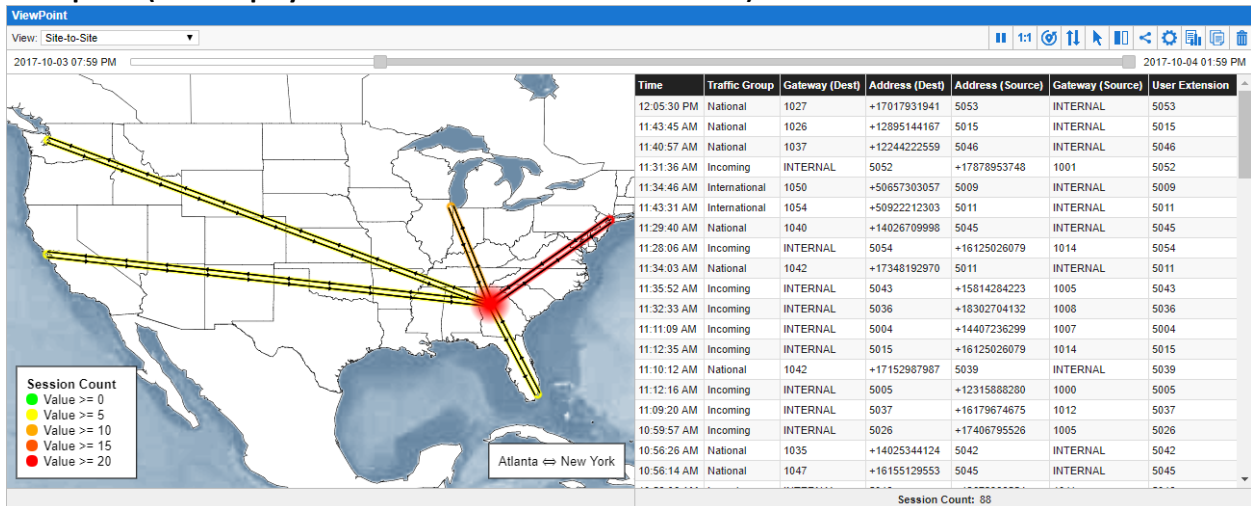 ViewPoint
View: Site-to-Site
1:1
2017-10-03 07:59 PM 2017-10-04 01:59 PM
Time Traffic Group Gateway (Dest) Address (Dest) Address (Source) Gateway (Source) User Extension
12:05:30 PM National 1027 +17017931941 5053 INTERNAL 5053
11:43:45 AM National 1026 +12895144167 5015 INTERNAL 5015
11:40:57 AM National 1037 +12244222559 5046 INTERNAL 5046
11:31:36 AM Incoming INTERNAL 5052 +17878953748 1001 5052
11:34:46 AM International 1050 +50657303057 5009 INTERNAL 5009
11:43:31 AM International 1054 +50922212303 5011 INTERNAL 5011
11:29:40 AM National 1040 +14026709998 5045 INTERNAL 5045
11:28:06 AM Incoming INTERNAL 5054 +16125026079 1014 5054
11:34:03 AM National 1042 +17348192970 5011 INTERNAL 5011
11:35:52 AM Incoming INTERNAL 5043 +15814284223 1005 5043
11:32:33 AM Incoming INTERNAL 5036 +18302704132 1008 5036
11:11:09 AM Incoming INTERNAL 5004 +14407236299 1007 5004
11:12:35 AM Incoming INTERNAL 5015 +16125026079 1014 5015
11:10:12 AM National 1042 +17152987987 5039 INTERNAL 5039
11:12:16 AM Incoming INTERNAL 5005 +12315888280 1000 5005
11:09:20 AM Incoming INTERNAL 5037 +16179674675 1012 5037
10:59:57 AM Incoming INTERNAL 5026 +17406795526 1005 5026
10:56:26 AM National 1035 +14025344124 5042 INTERNAL 5042
10:56:14 AM National 1047 +16155129553 5045 INTERNAL 5045
Session Count
Value >= 0
Value >= 5
Value >= 10
Value >= 15
Value >= 20
Atlanta ⇔ New York
Session Count: 88